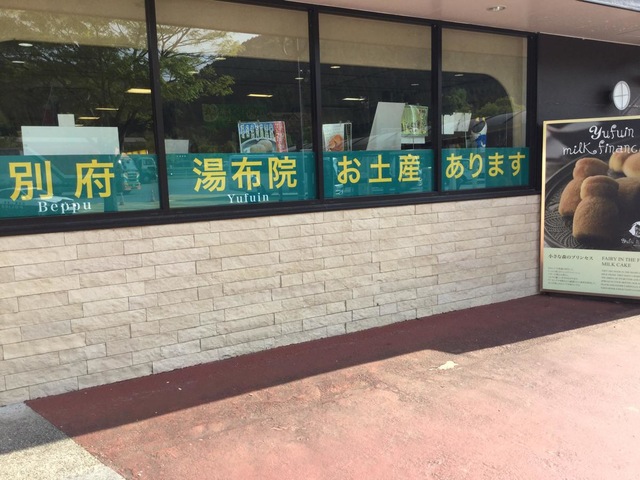 別府
Beppu
湯布院
Yufuin
お土産
あります
Yufuin
milk financ
小さな森のプリンセス
FAIRY IN THE F
MILK CAKE